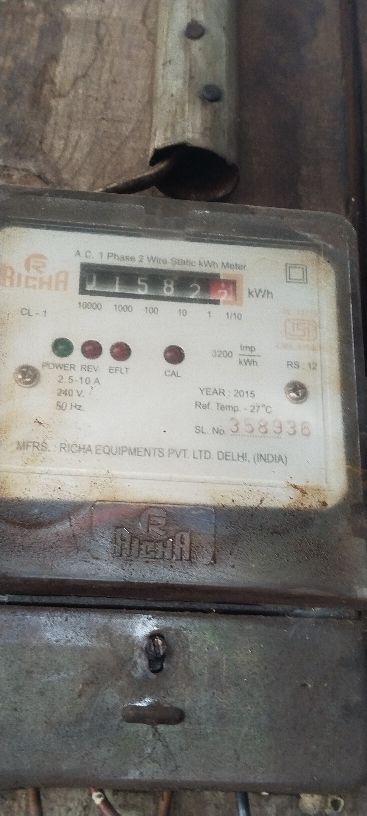 A.C. 1 Phase 2 Wire Static kWh Meter
RICHA
011582 2 kWh
10000 1000 100 10 1 1/10
CL - 1
3200 Imp/kWh
POWER REV EFLT CAL
RS : 12
2.5-10 A
240 V.
50 Hz.
YEAR : 2015
Ref. Temp. - 27°C
SL. No. 358936
MFRS. : RICHA EQUIPMENTS PVT. LTD. DELHI, (INDIA)
RICHA